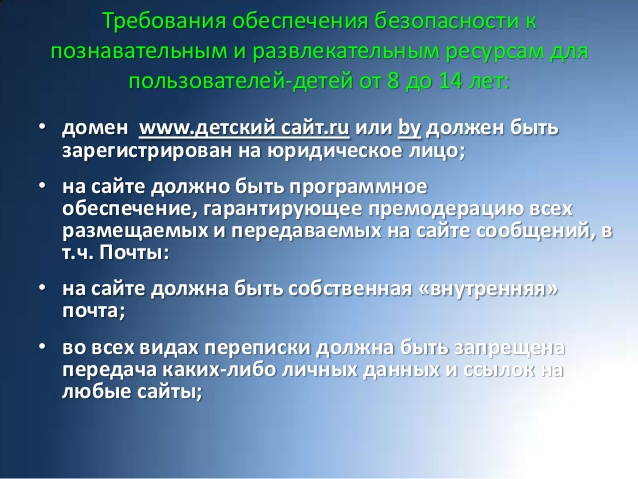 Требования обеспечения безопасности к
познавательным и развлекательным ресурсам для
пользователей-детей от 8 до 14 лет:
• домен www.детский сайт.ru или by должен быть
зарегистрирован на юридическое лицо;
• на сайте должно быть программное
обеспечение, гарантирующее премодерацию всех
размещаемых и передаваемых на сайте сообщений, в
т.ч. Почты:
• на сайте должна быть собственная «внутренняя»
почта;
• во всех видах переписки должна быть запрещена
передача каких-либо личных данных и ссылок на
любые сайты;